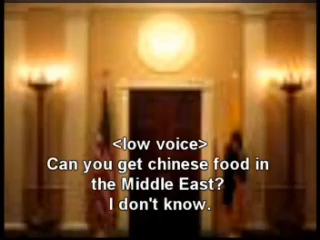 <low voice>
Can you get chinese food in
the Middle East?
I don't know.